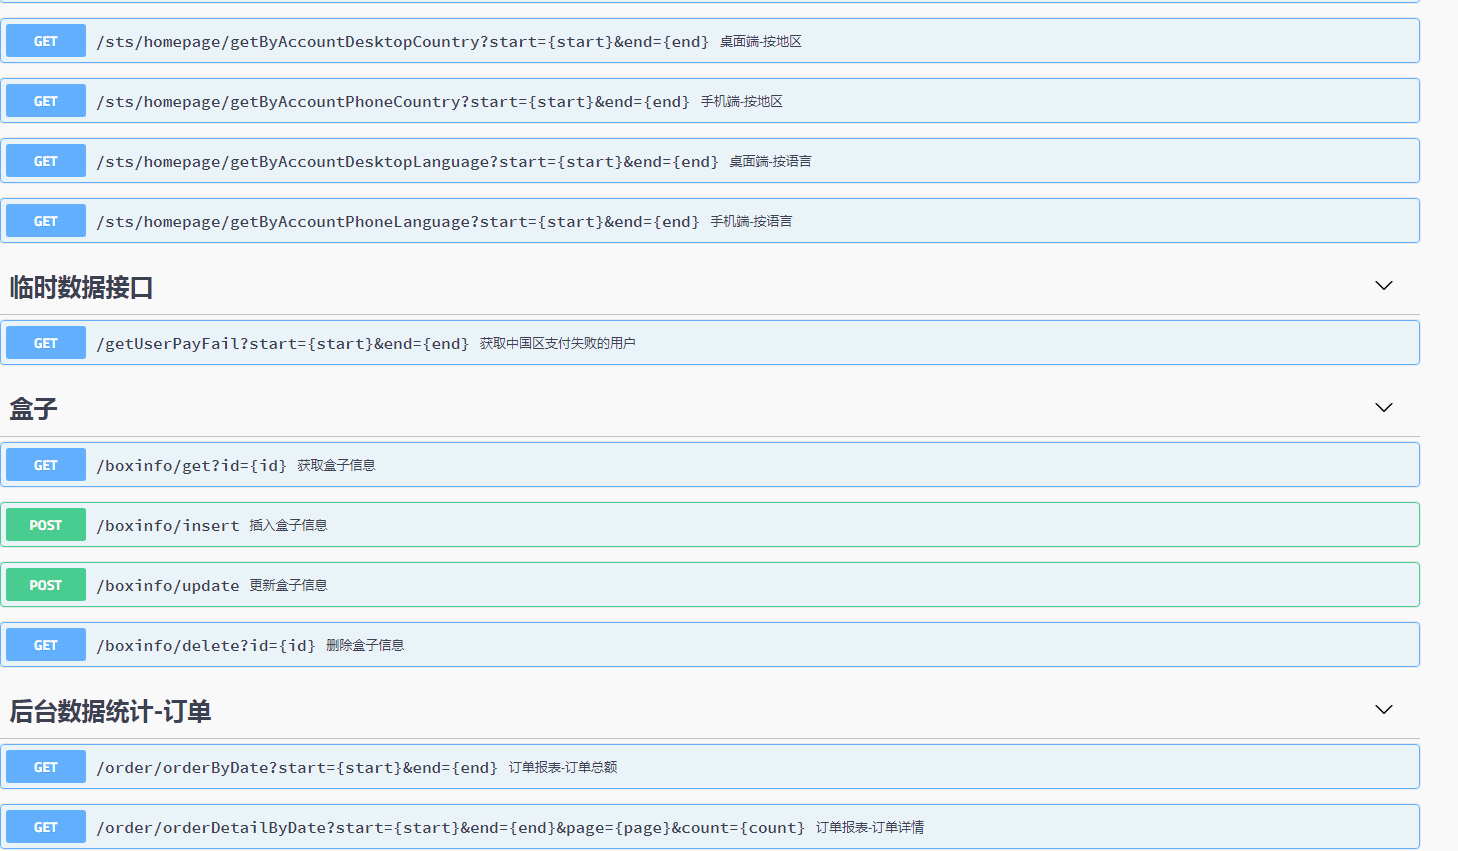 GET /sts/homepage/getByAccountDesktopCountry?start={start}&end={end} 桌面端-按地区
GET /sts/homepage/getByAccountPhoneCountry?start={start}&end={end} 手机端-按地区
GET /sts/homepage/getByAccountDesktopLanguage?start={start}&end={end} 桌面端-按语言
GET /sts/homepage/getByAccountPhoneLanguage?start={start}&end={end} 手机端-按语言
临时数据接口
GET /getUserPayFail?start={start}&end={end} 获取中国区支付失败的用户
盒子
GET /boxinfo/get?id={id} 获取盒子信息
POST /boxinfo/insert 插入盒子信息
POST /boxinfo/update 更新盒子信息
GET /boxinfo/delete?id={id} 删除盒子信息
后台数据统计-订单
GET /order/orderByDate?start={start}&end={end} 订单报表-订单总额
GET /order/orderDetailByDate?start={start}&end={end}&page={page}&count={count} 订单报表-订单详情